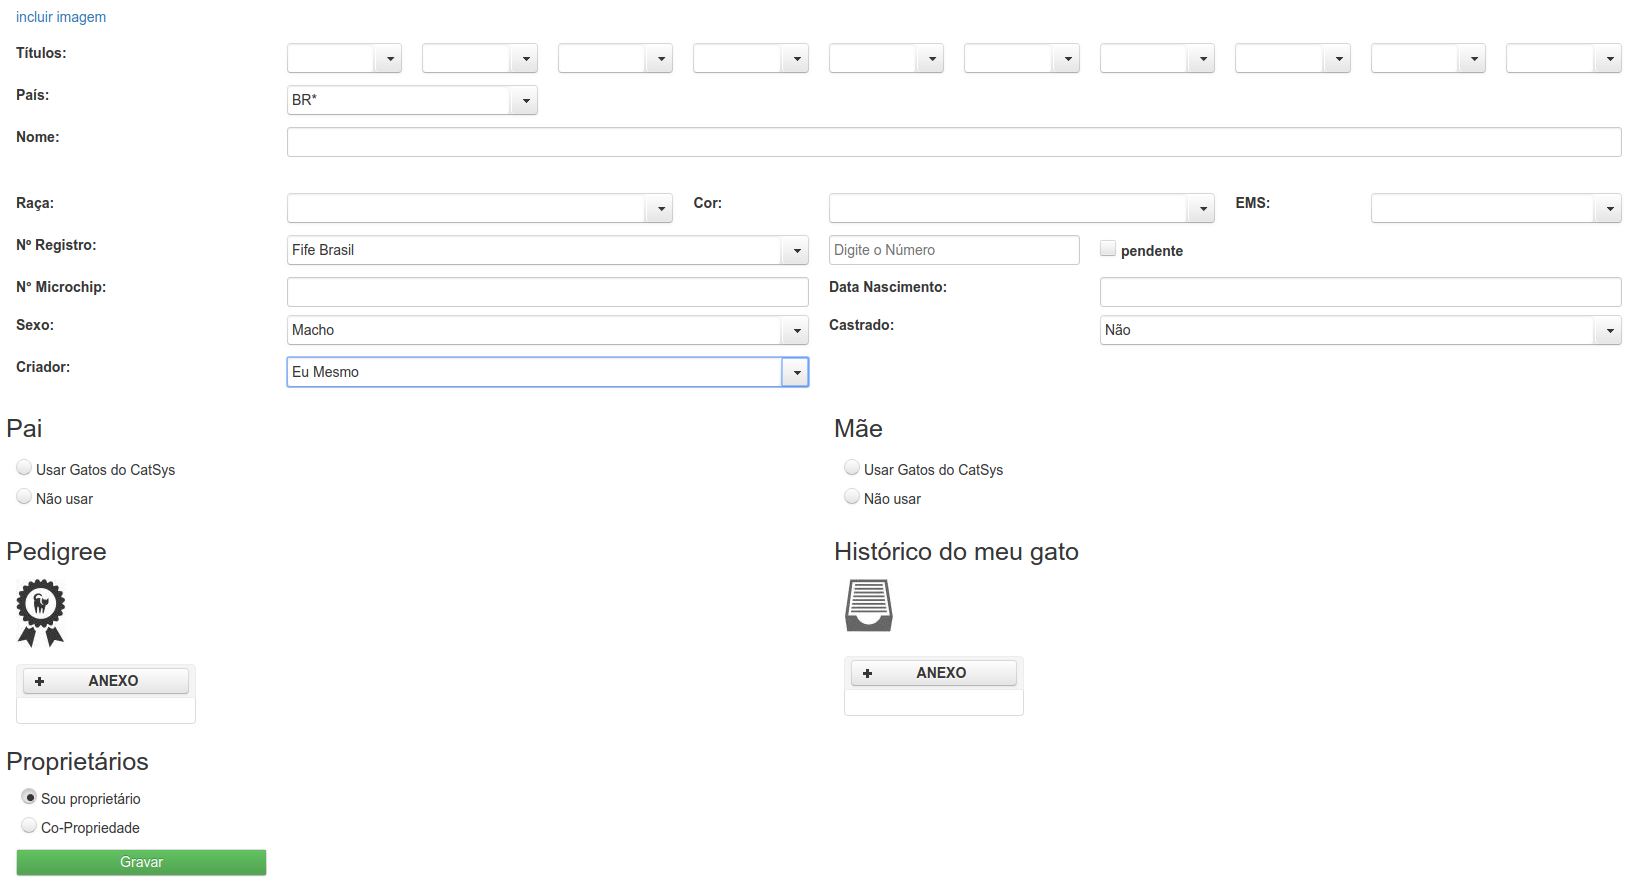 incluir imagem
Títulos:
País: BR*
Nome:
Raça: Cor: EMS:
Nº Registro: Fife Brasil Digite o Número pendente
N° Microchip: Data Nascimento:
Sexo: Macho Castrado: Não
Criador: Eu Mesmo
Pai Mãe
Usar Gatos do CatSys Usar Gatos do CatSys
Não usar Não usar
Pedigree Histórico do meu gato
ANEXO ANEXO
Proprietários
Sou proprietário
Co-Propriedade
Gravar